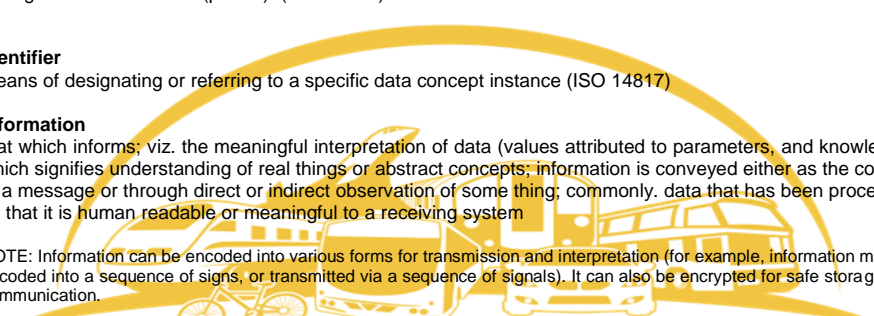 entifier
eans of designating or referring to a specific data concept instance (ISO 14817)
formation
at which informs; viz. the meaningful interpretation of data (values attributed to parameters, and knowle
hich signifies understanding of real things or abstract concepts; information is conveyed either as the co
a message or through direct or indirect observation of some thing; commonly. data that has been proce
that it is human readable or meaningful to a receiving system
OTE: Information can be encoded into various forms for transmission and interpretation (for example, information m
coded into a sequence of signs, or transmitted via a sequence of signals). It can also be encrypted for safe storag
mmunication.